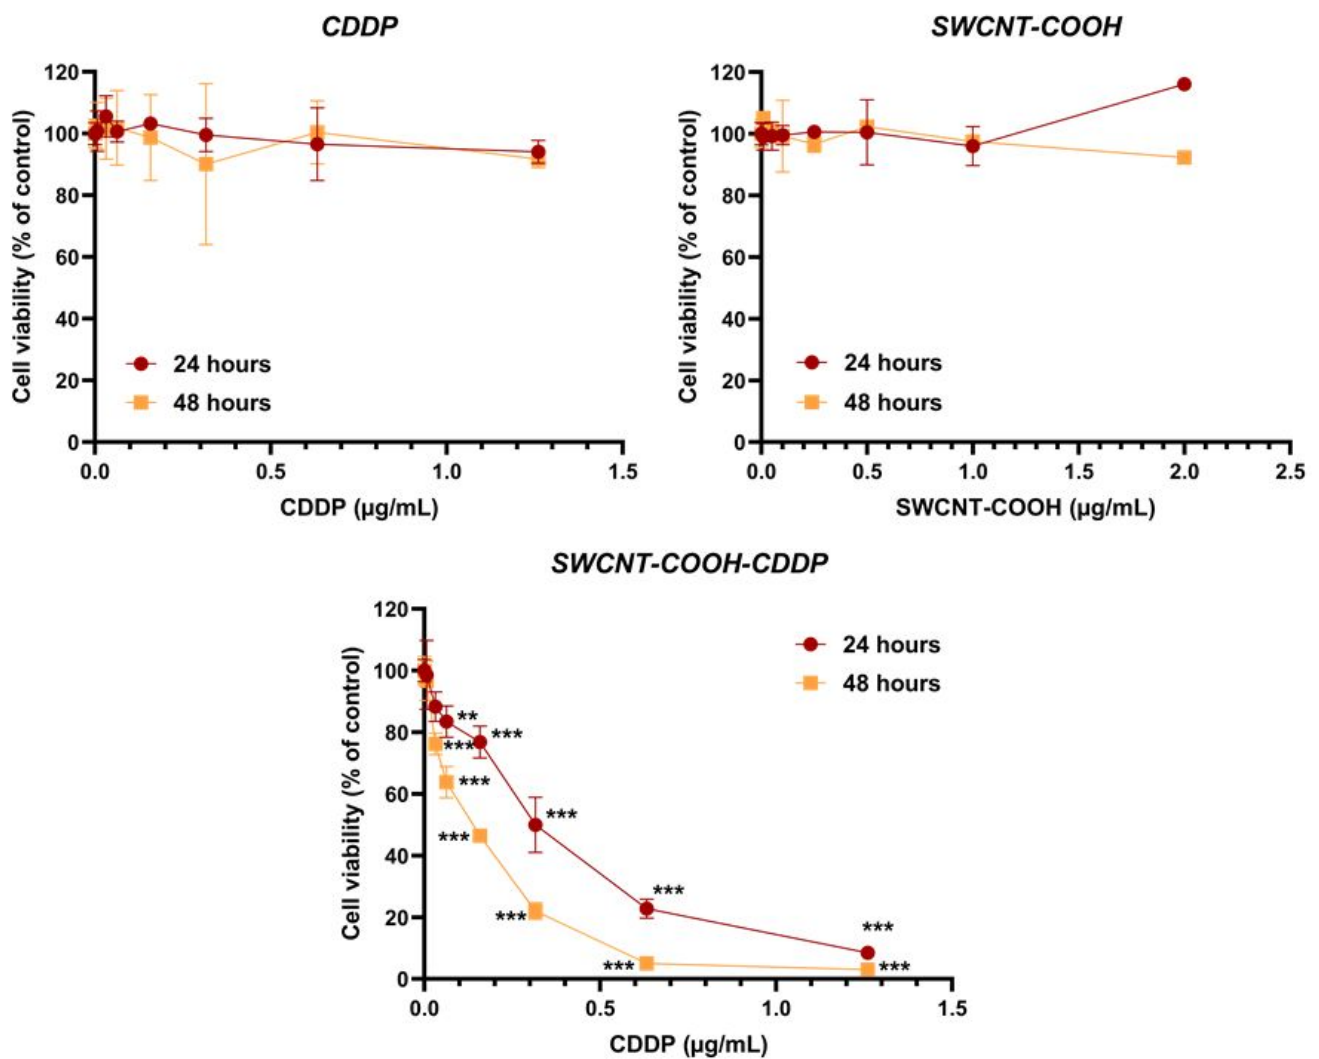 CDDP
120
100
80
60
40
20
0
Cell viability (% of control)
24 hours
48 hours
0.0 0.5 1.0 1.5
CDDP (µg/mL)
SWCNT-COOH
120
100
80
60
40
20
0
Cell viability (% of control)
24 hours
48 hours
0.0 0.5 1.0 1.5 2.0 2.5
SWCNT-COOH (µg/mL)
SWCNT-COOH-CDDP
120
100
80
60
40
20
0
Cell viability (% of control)
24 hours
48 hours
**
***
***
***
***
***
***
***
***
***
***
0.0 0.5 1.0 1.5
CDDP (µg/mL)